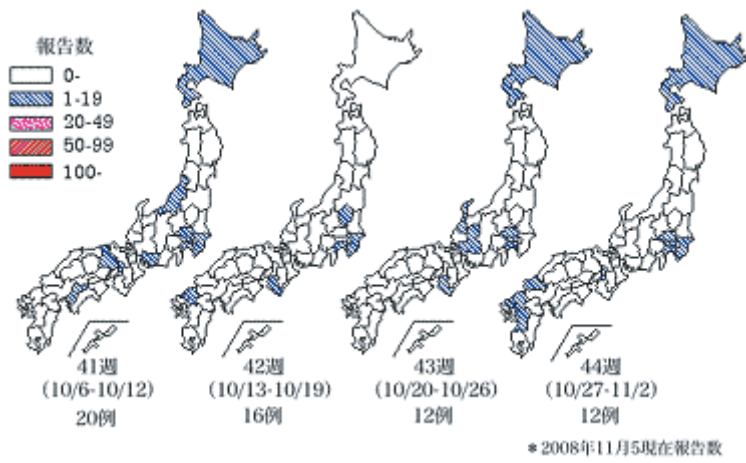 報告数
0-
1-19
20-49
50-99
100-
41週
(10/6-10/12)
20例
42週
(10/13-10/19)
16例
43週
(10/20-10/26)
12例
44週
(10/27-11/2)
12例
*2008年11月5現在報告数